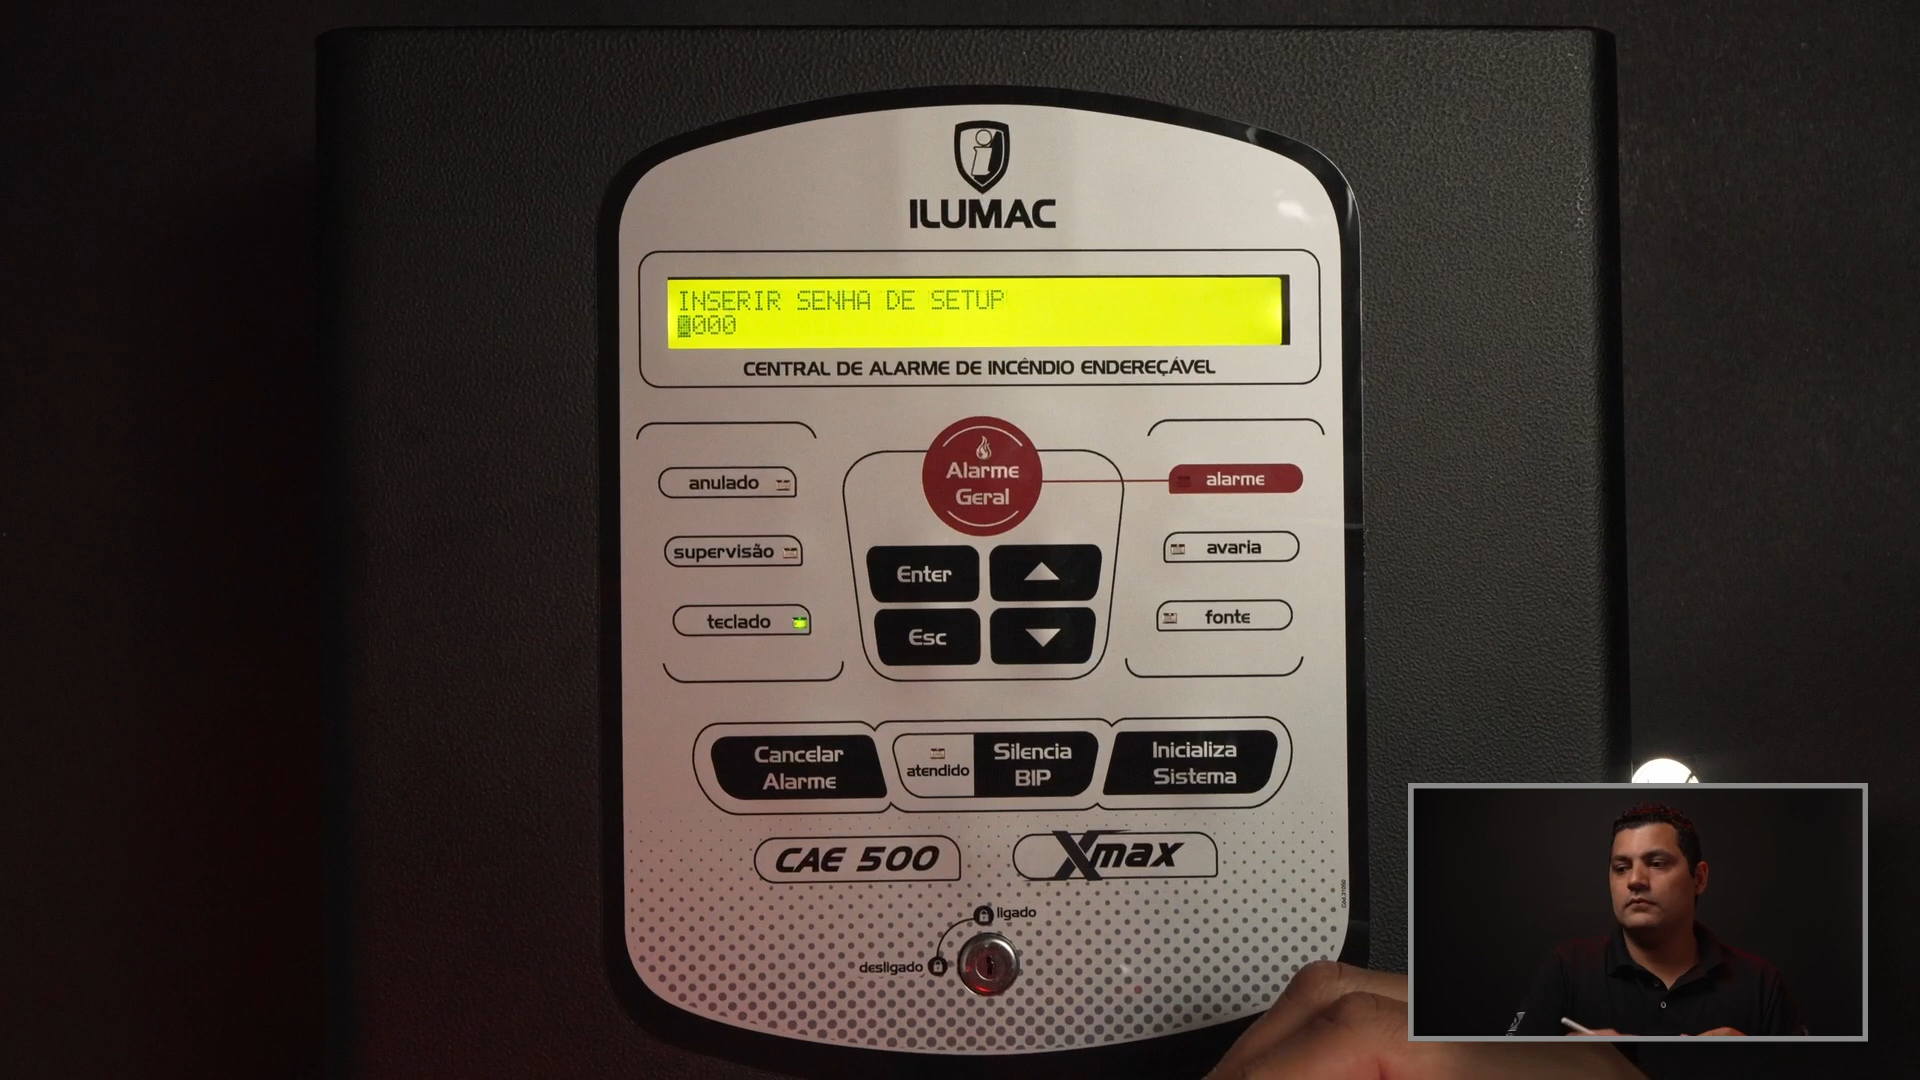 ILUMAC
INSERIR SENHA DE SETUP
0000
CENTRAL DE ALARME DE INCÊNDIO ENDEREÇÁVEL
anulado
supervisão
teclado
Alarme
Geral
Enter
Esc
alarme
avaria
fonte
Cancelar
Alarme
atendido
Silencia
BIP
Inicializa
Sistema
CAE 500
Xmax
ligado
desligado